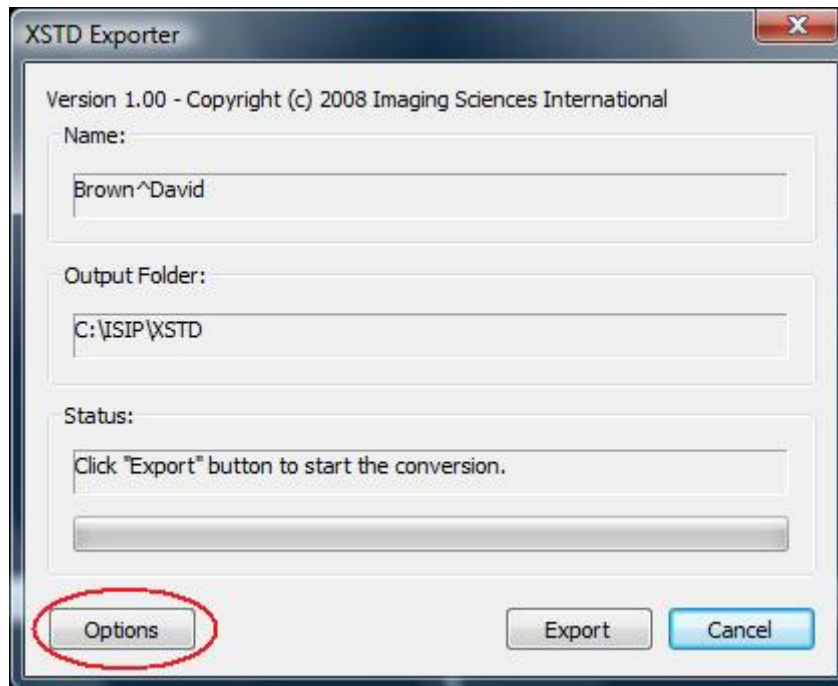 XSTD Exporter
Version 1.00 - Copyright (c) 2008 Imaging Sciences International
Name:
Brown^David
Output Folder:
C:\ISIP\XSTD
Status:
Click "Export" button to start the conversion.
Options
Export
Cancel